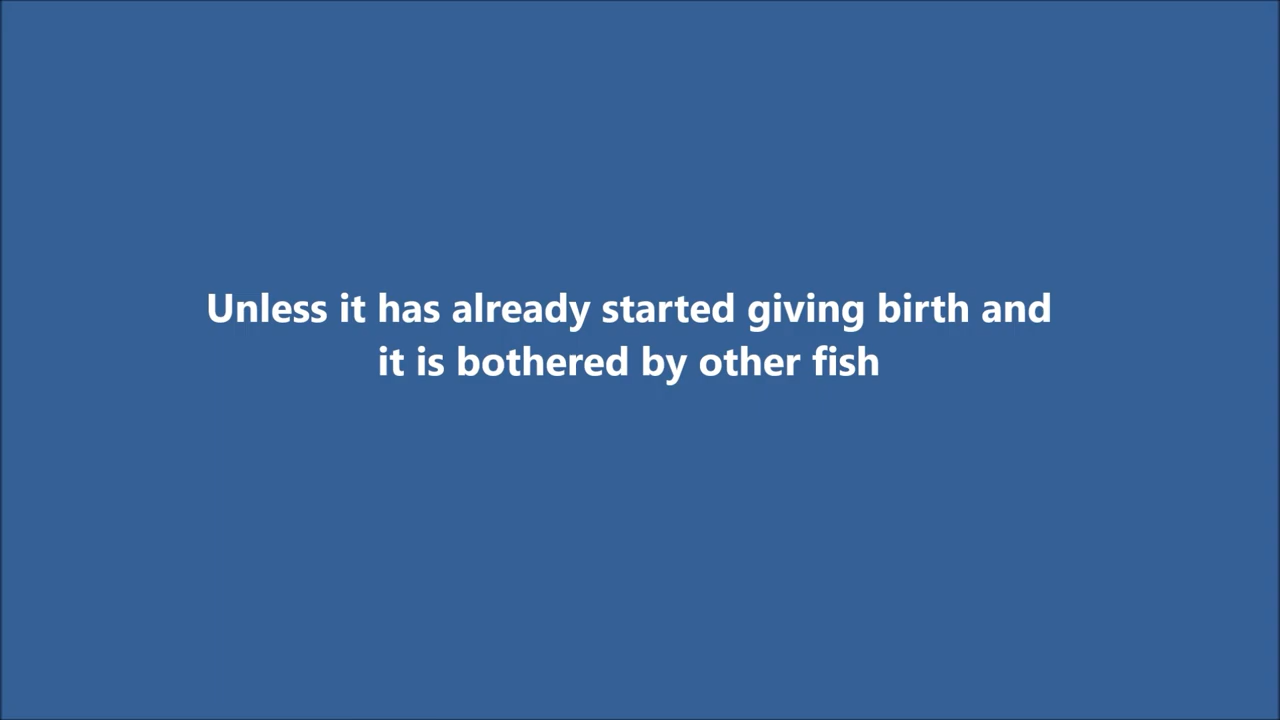 Unless it has already started giving birth and
it is bothered by other fish